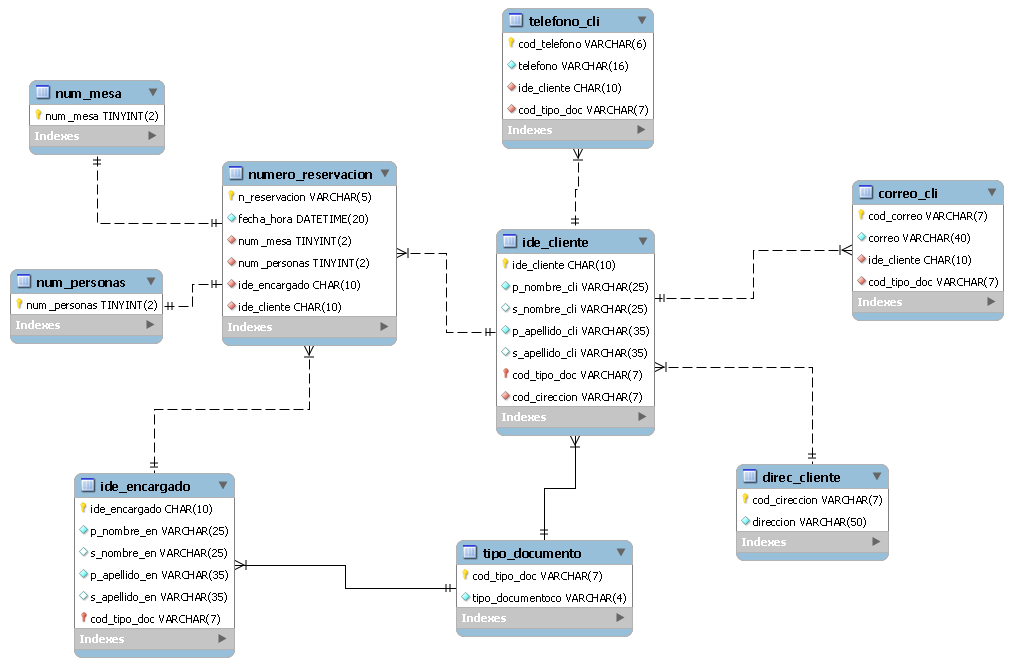 telefono_cli
cod_telefono VARCHAR(6)
telefono VARCHAR(16)
ide_cliente CHAR(10)
cod_tipo_doc VARCHAR(7)
Indexes
num_mesa
num_mesa TINYINT(2)
Indexes
numero_reservacion
n_reservacion VARCHAR(5)
fecha_hora DATETIME(20)
num_mesa TINYINT(2)
num_personas TINYINT(2)
ide_encargado CHAR(10)
ide_cliente CHAR(10)
Indexes
correo_cli
cod_correo VARCHAR(7)
correo VARCHAR(40)
ide_cliente CHAR(10)
cod_tipo_doc VARCHAR(7)
Indexes
ide_cliente
ide_cliente CHAR(10)
p_nombre_cli VARCHAR(25)
s_nombre_cli VARCHAR(25)
p_apellido_cli VARCHAR(35)
s_apellido_cli VARCHAR(35)
cod_tipo_doc VARCHAR(7)
cod_cireccion VARCHAR(7)
Indexes
num_personas
num_personas TINYINT(2)
Indexes
ide_encargado
ide_encargado CHAR(10)
p_nombre_en VARCHAR(25)
s_nombre_en VARCHAR(25)
p_apellido_en VARCHAR(35)
s_apellido_en VARCHAR(35)
cod_tipo_doc VARCHAR(7)
Indexes
tipo_documento
cod_tipo_doc VARCHAR(7)
tipo_documentoco VARCHAR(4)
Indexes
direc_cliente
cod_cireccion VARCHAR(7)
direccion VARCHAR(50)
Indexes